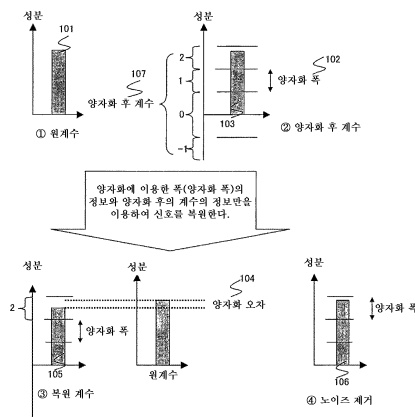 성분
101
① 원계수
성분
107
양자화 후 계수
2
1
0
-1
102
양자화 폭
103
② 양자화 후 계수
양자화에 이용한 폭(양자화 폭)의
정보와 양자화 후의 계수의 정보만을
이용하여 신호를 복원한다.
성분
2
양자화 폭
105
③ 복원 계수
성분
원계수
104
양자화 오차
성분
양자화 폭
106
④ 노이즈 제거